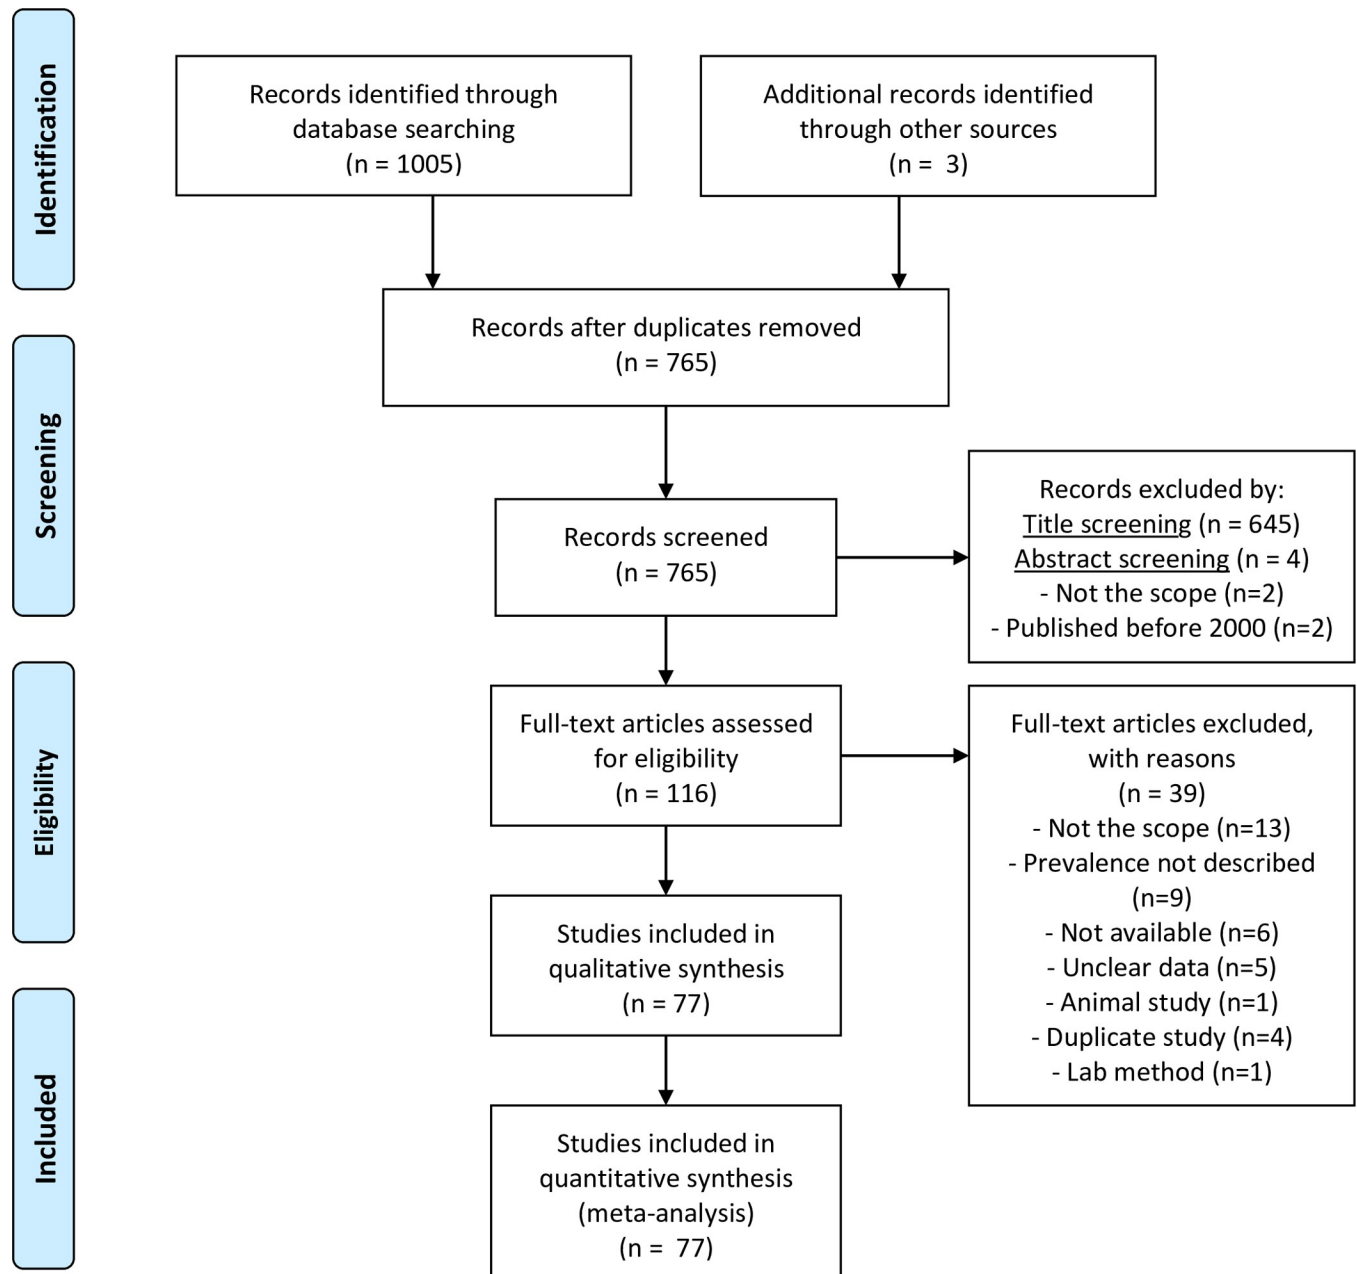 Identification
Records identified through
database searching
(n = 1005)
Additional records identified
through other sources
(n =  3)
Records after duplicates removed
(n = 765)
Screening
Records screened
(n = 765)
Records excluded by:
Title screening (n = 645)
Abstract screening (n = 4)
- Not the scope (n=2)
- Published before 2000 (n=2)
Eligibility
Full-text articles assessed
for eligibility
(n = 116)
Full-text articles excluded,
with reasons
(n = 39)
- Not the scope (n=13)
- Prevalence not described
(n=9)
- Not available (n=6)
- Unclear data (n=5)
- Animal study (n=1)
- Duplicate study (n=4)
- Lab method (n=1)
Studies included in
qualitative synthesis
(n = 77)
Included
Studies included in
quantitative synthesis
(meta-analysis)
(n =  77)